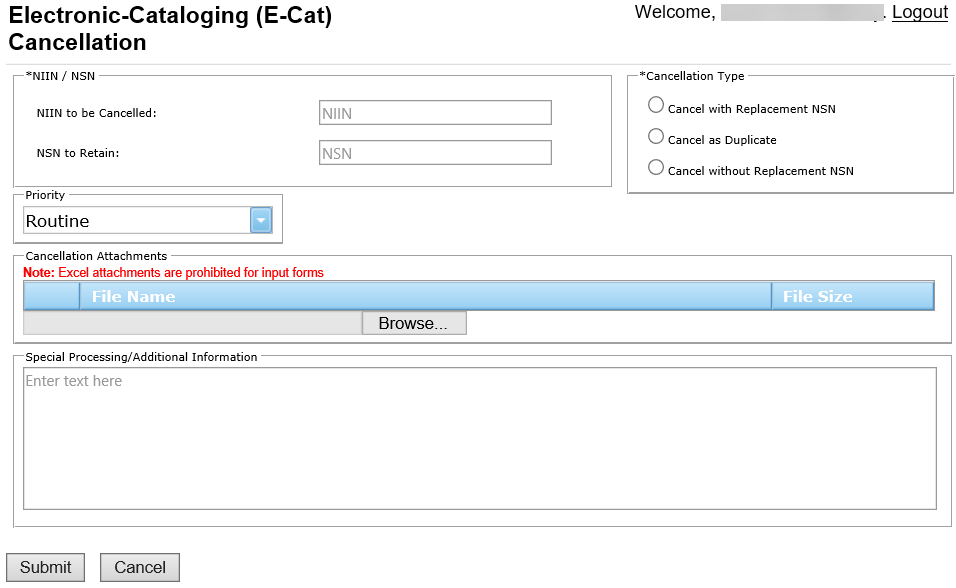 Electronic-Cataloging (E-Cat)
Cancellation
Welcome, . Logout
*NIIN / NSN
NIIN to be Cancelled:
NIIN
NSN to Retain:
NSN
*Cancellation Type
Cancel with Replacement NSN
Cancel as Duplicate
Cancel without Replacement NSN
Priority
Routine
Cancellation Attachments
Note: Excel attachments are prohibited for input forms
File Name File Size
Browse...
Special Processing/Additional Information
Enter text here
Submit Cancel